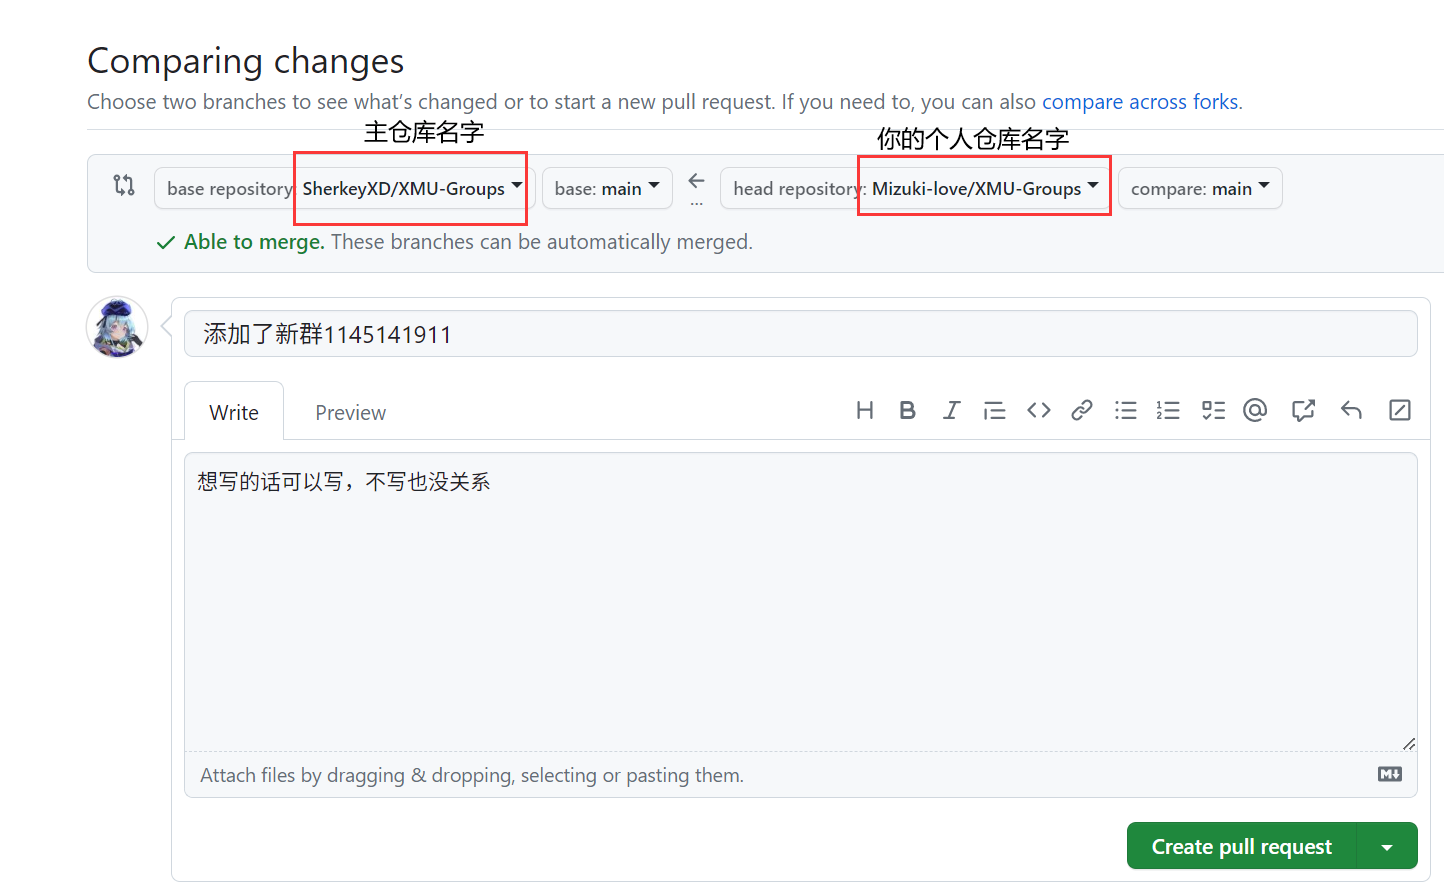 Comparing changes
Choose two branches to see what's changed or to start a new pull request. If you need to, you can also compare across forks.
主仓库名字
你的个人仓库名字
base repository: SherkeyXD/XMU-Groups base: main ← ... head repository: Mizuki-love/XMU-Groups compare: main
Able to merge. These branches can be automatically merged.
添加了新群1145141911
Write Preview
想写的话可以写，不写也没关系
Attach files by dragging & dropping, selecting or pasting them.
Create pull request